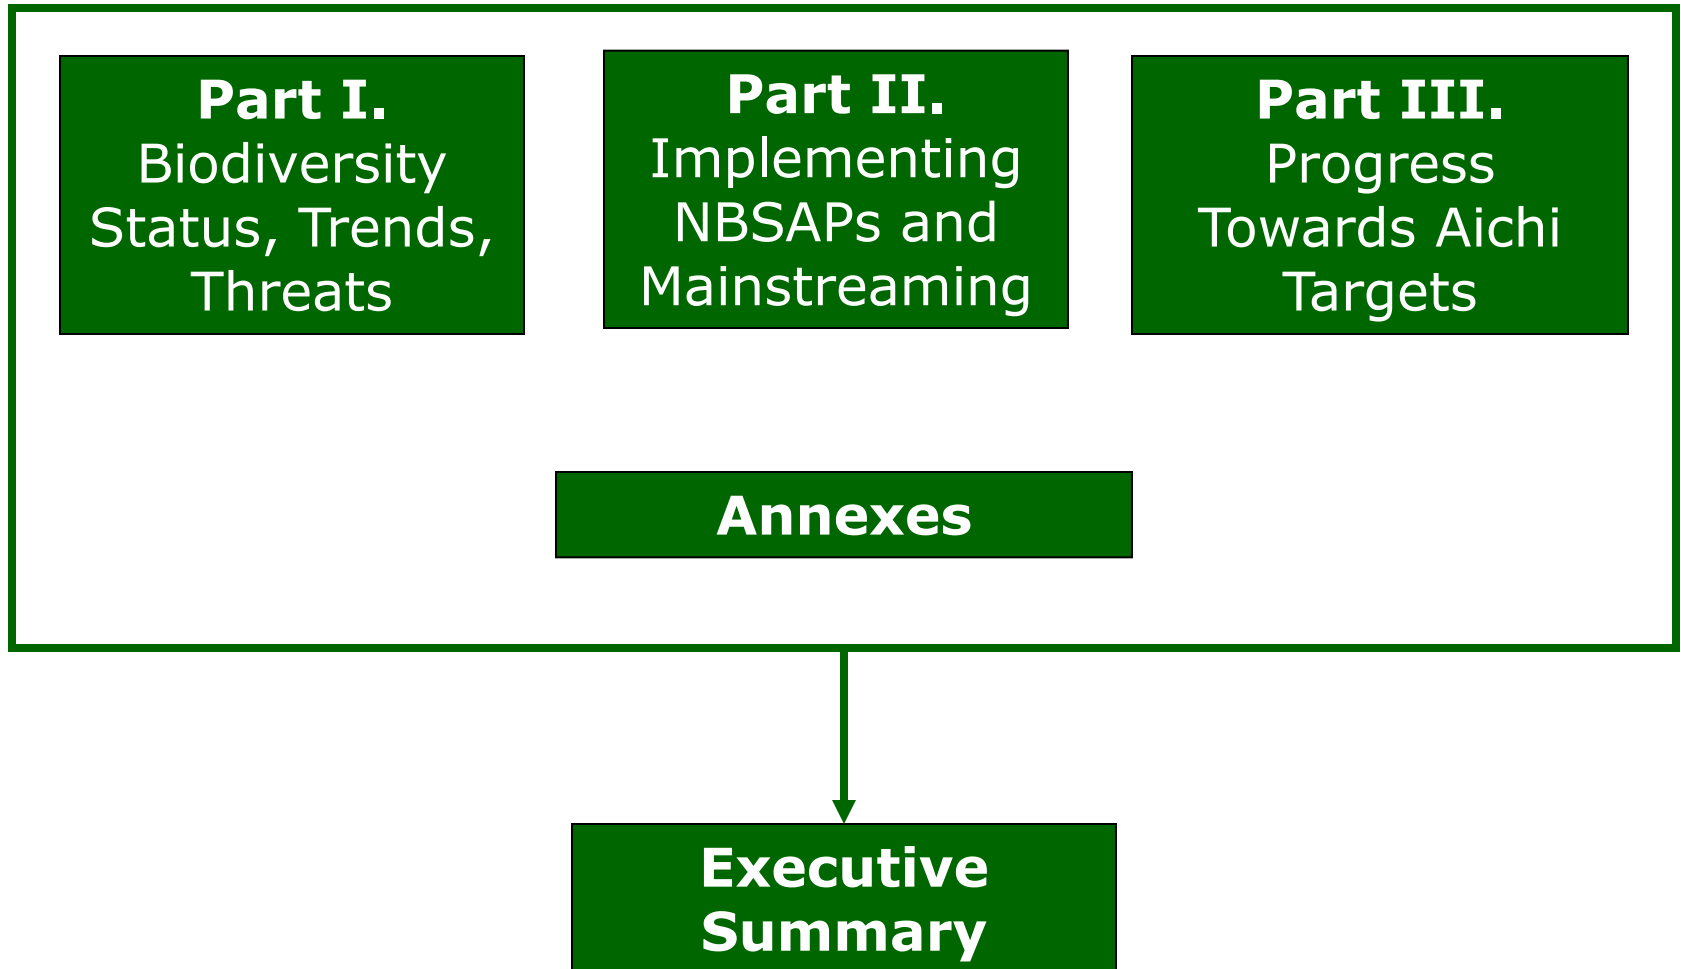 Part I.
Biodiversity
Status, Trends,
Threats
Part II.
Implementing
NBSAPs and
Mainstreaming
Part III.
Progress
Towards Aichi
Targets
Annexes
Executive
Summary